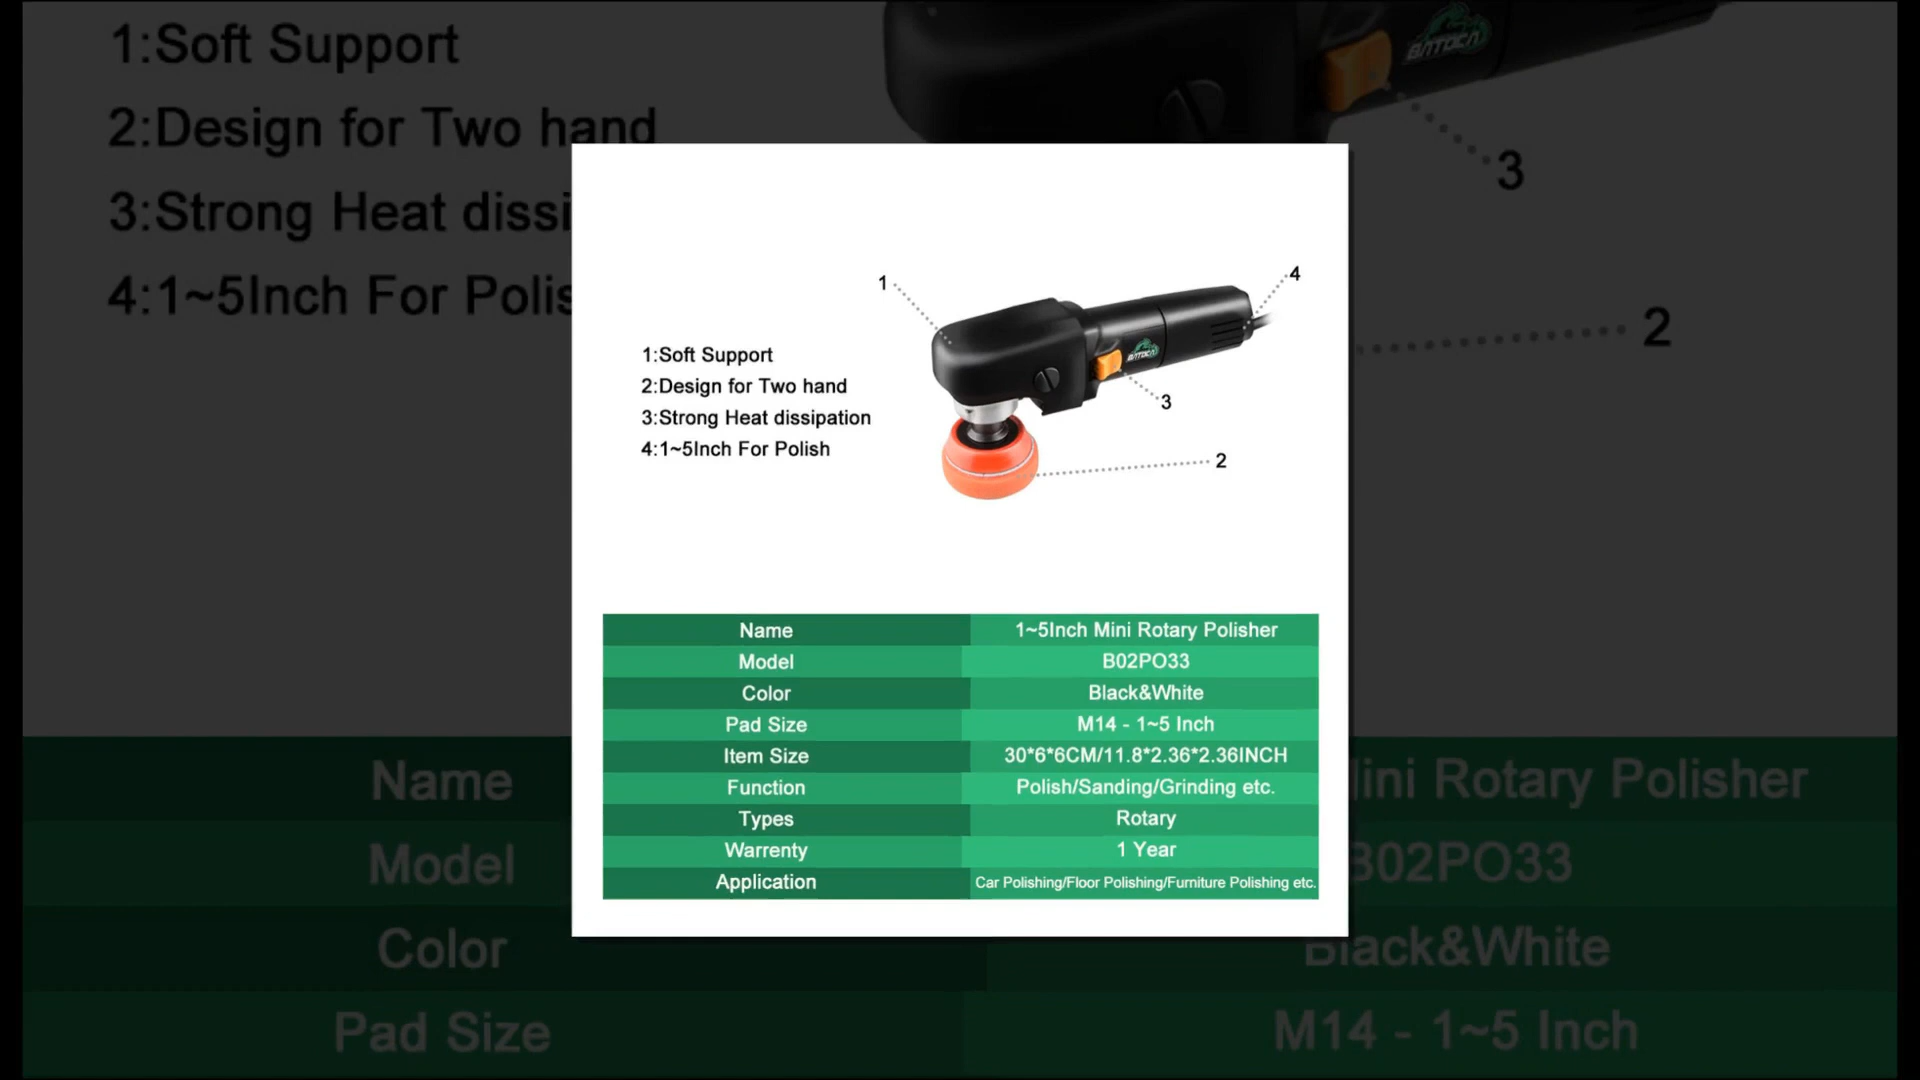 1:Soft Support
2:Design for Two hand
3:Strong Heat dissi
4:1~5Inch For Polis
BATOCA
3
2
1
4
BATOCA
3
2
1:Soft Support
2:Design for Two hand
3:Strong Heat dissipation
4:1~5Inch For Polish
Name 1~5Inch Mini Rotary Polisher
Model B02PO33
Color Black&White
Pad Size M14 - 1~5 Inch
Item Size 30*6*6CM/11.8*2.36*2.36INCH
Function Polish/Sanding/Grinding etc.
Types Rotary
Warrenty 1 Year
Application Car Polishing/Floor Polishing/Furniture Polishing etc.
Name ini Rotary Polisher
Model B02PO33
Color Black&White
Pad Size M14 - 1~5 Inch